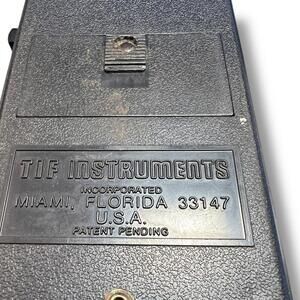 TIF INSTRUMENTS
INCORPORATED
MIAMI, FLORIDA 33147
U.S.A.
PATENT PENDING